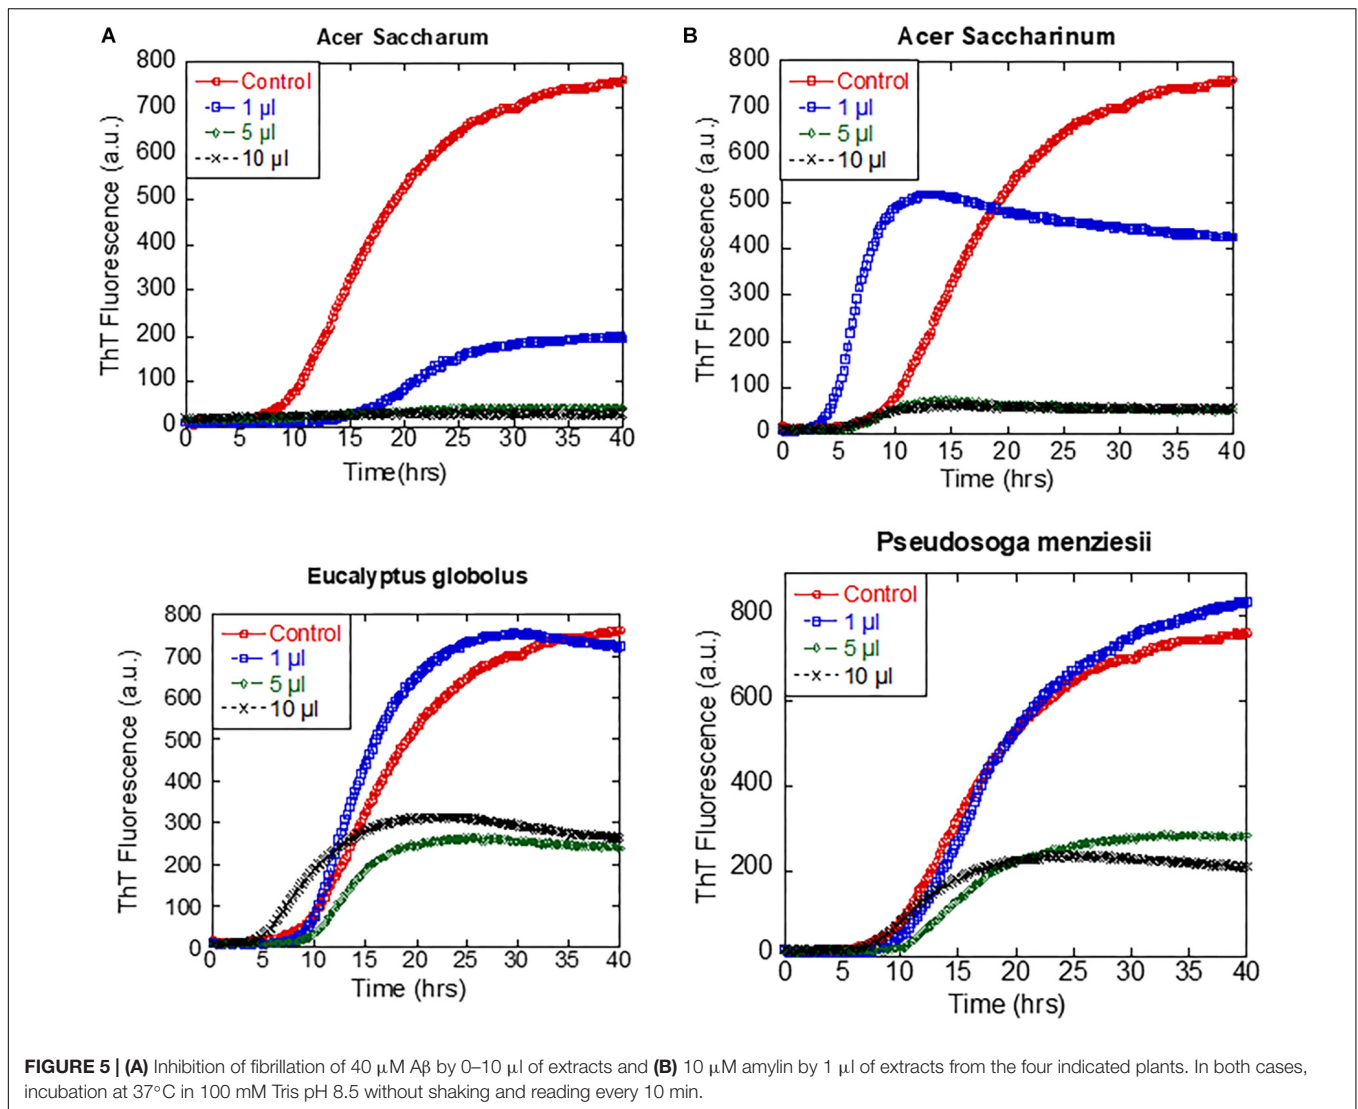 A
Acer Saccharum
800
700
600
500
400
300
200
100
0
Control
1 µl
5 µl
10 µl
ThT Fluorescence (a.u.)
0 5 10 15 20 25 30 35 40
Time(hrs)
B
Acer Saccharinum
800
700
600
500
400
300
200
100
0
Control
1 µl
5 µl
10 µl
ThT Fluorescence (a.u.)
0 5 10 15 20 25 30 35 40
Time (hrs)
Eucalyptus globolus
800
700
600
500
400
300
200
100
0
Control
1 µl
5 µl
10 µl
ThT Fluorescence (a.u.)
0 5 10 15 20 25 30 35 40
Time (hrs)
Pseudosoga menziesii
800
600
400
200
0
Control
1 µl
5 µl
10 µl
ThT Fluorescence (a.u.)
0 5 10 15 20 25 30 35 40
Time (hrs)
FIGURE 5 | (A) Inhibition of fibrillation of 40 µM Aβ by 0–10 µl of extracts and (B) 10 µM amylin by 1 µl of extracts from the four indicated plants. In both cases,
incubation at 37°C in 100 mM Tris pH 8.5 without shaking and reading every 10 min.